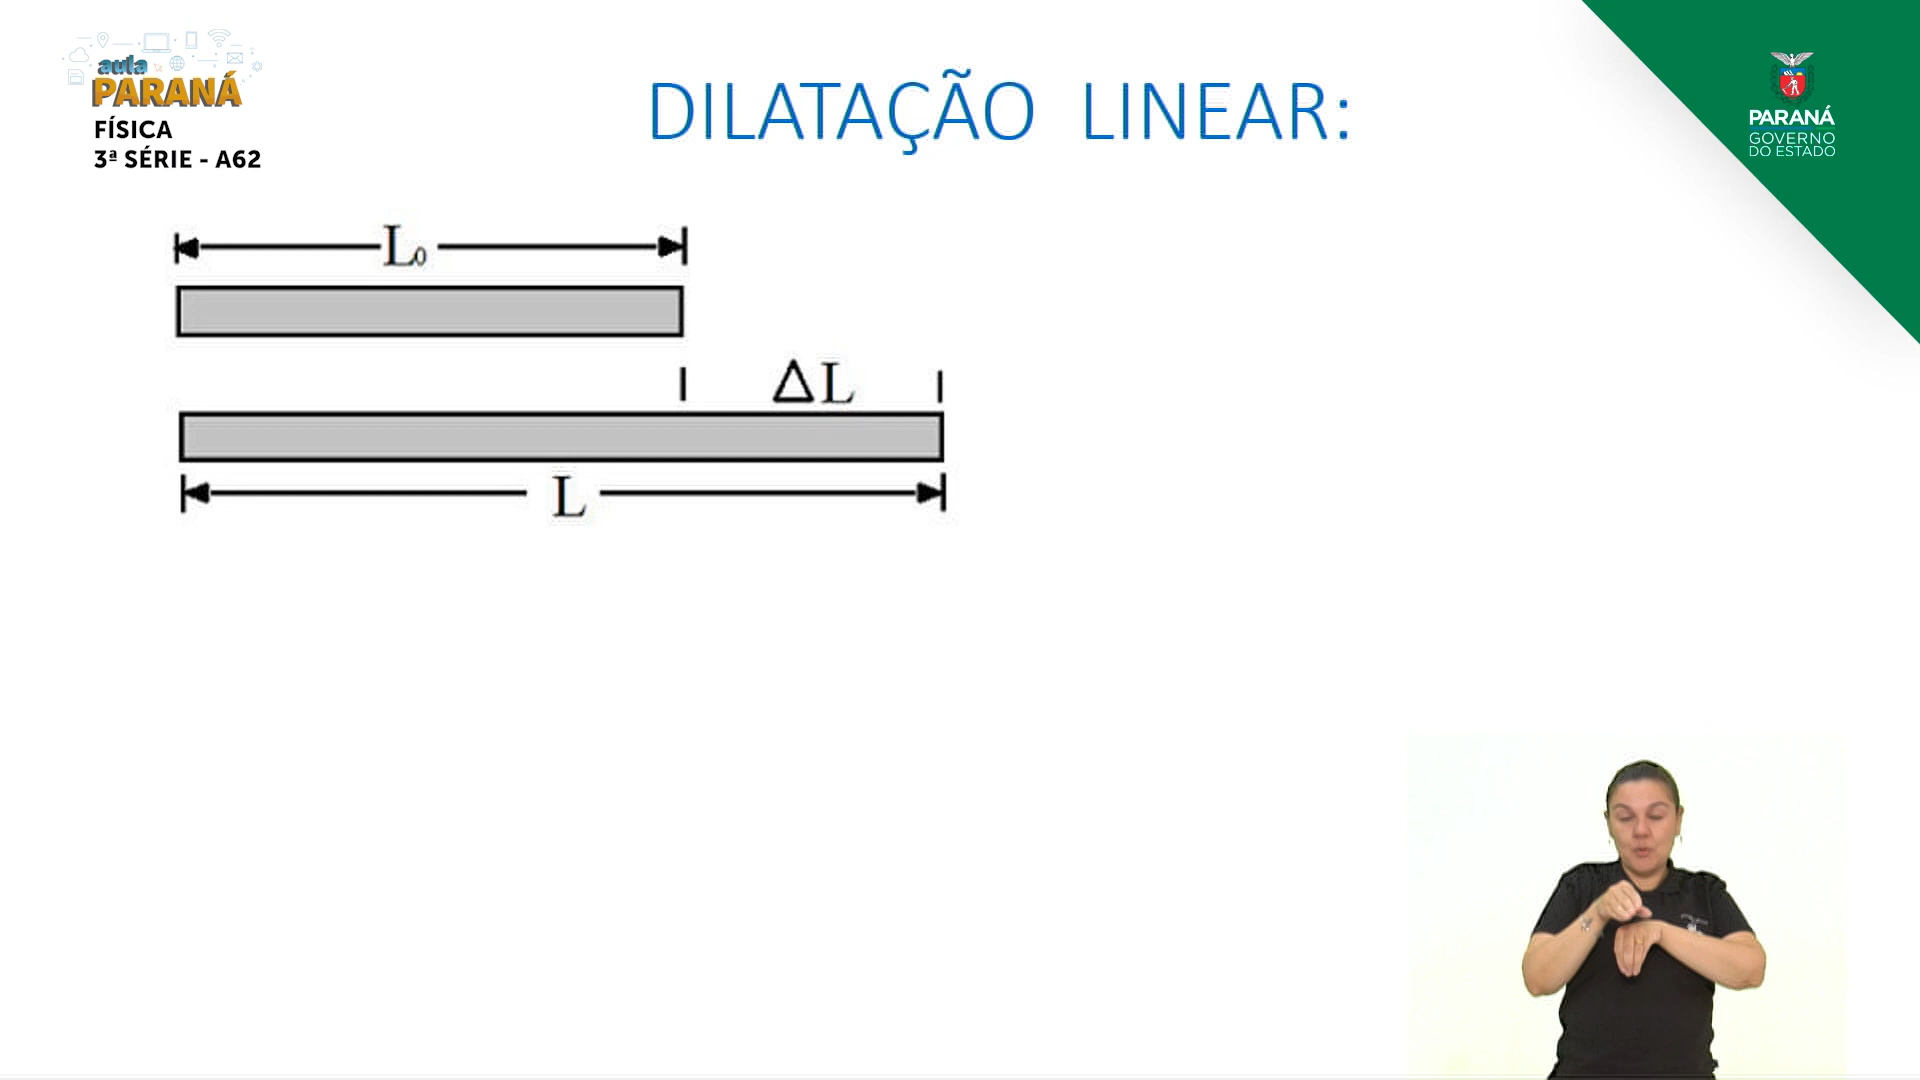 aula
PARANÁ
FÍSICA
3ª SÉRIE - A62
DILATAÇÃO LINEAR:
PARANÁ
GOVERNO
DO ESTADO
L₀
ΔL
L